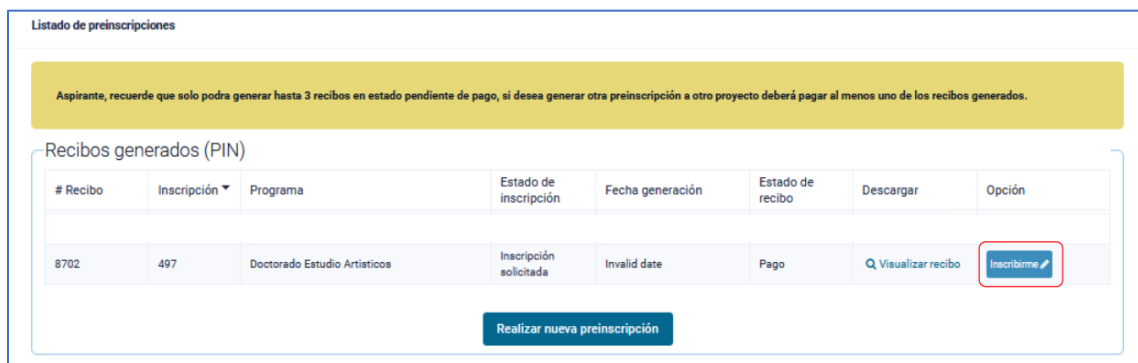 Listado de preinscripciones
Aspirante, recuerde que solo podra generar hasta 3 recibos en estado pendiente de pago, si desea generar otra preinscripción a otro proyecto deberá pagar al menos uno de los recibos generados.
Recibos generados (PIN)
# Recibo Inscripción Programa Estado de inscripción Fecha generación Estado de recibo Descargar Opción
8702 497 Doctorado Estudio Artisticos Inscripción solicitada Invalid date Pago Visualizar recibo Inscribirme
Realizar nueva preinscripción